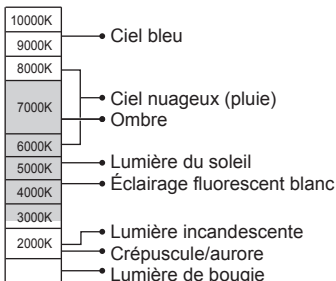 10000K
9000K
Ciel bleu
8000K
7000K
Ciel nuageux (pluie)
Ombre
6000K
5000K
Lumière du soleil
4000K
Éclairage fluorescent blanc
3000K
2000K
Lumière incandescente
Crépuscule/aurore
Lumière de bougie